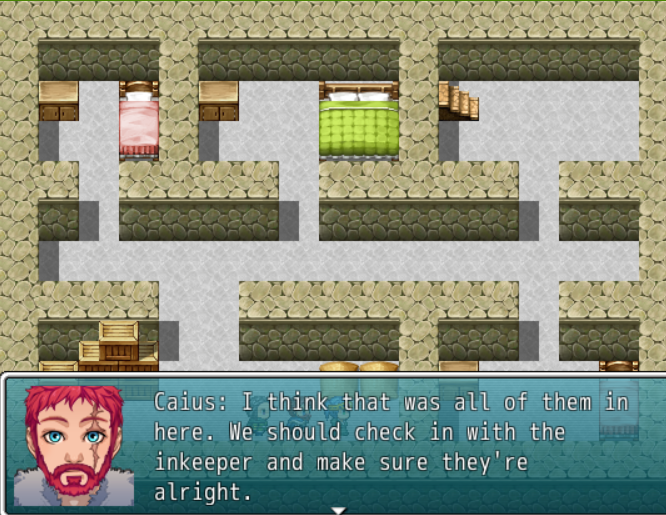 Caius: I think that was all of them in
here. We should check in with the
inkeeper and make sure they're
alright.